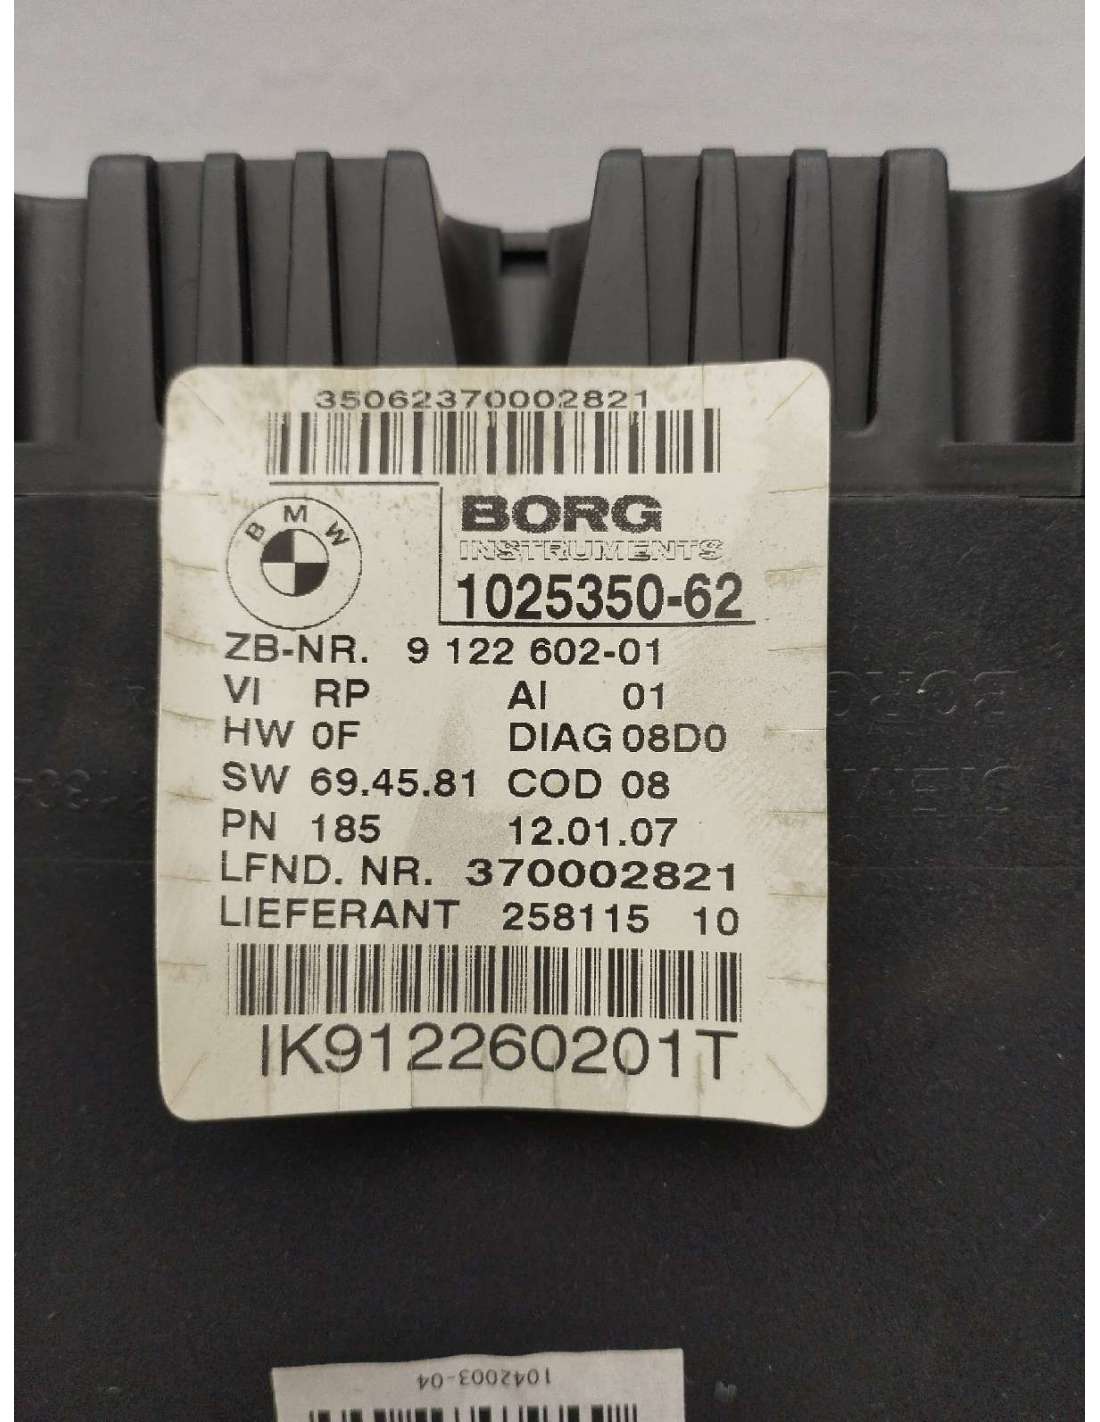 35062370002821
BMW
BORG
INSTRUMENTS
1025350-62
ZB-NR. 9 122 602-01
VI RP AI 01
HW 0F DIAG 08D0
SW 69.45.81 COD 08
PN 185 12.01.07
LFND. NR. 370002821
LIEFERANT 258115 10
IK912260201T
BORG
1042003-04